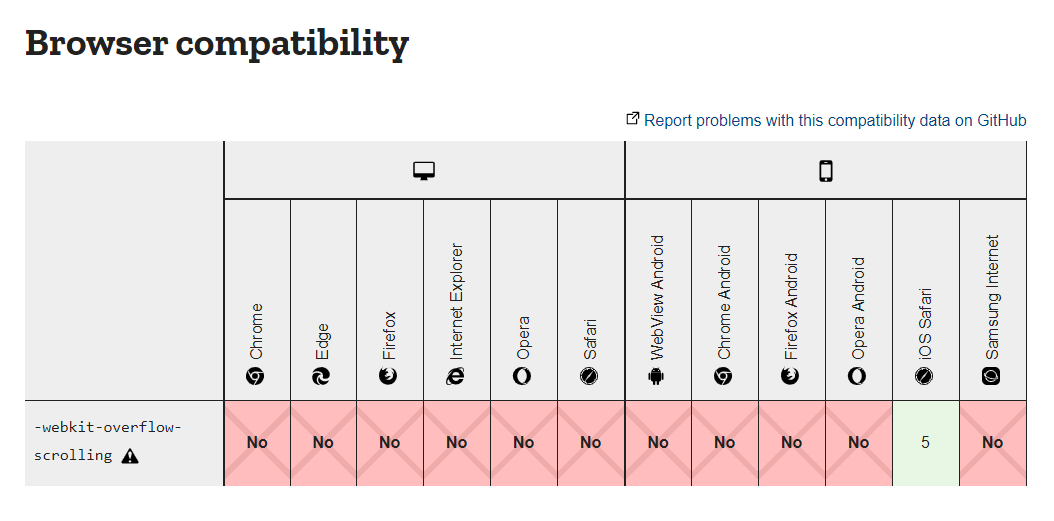 Browser compatibility
Report problems with this compatibility data on GitHub
Chrome
Edge
Firefox
Internet Explorer
Opera
Safari
WebView Android
Chrome Android
Firefox Android
Opera Android
iOS Safari
Samsung Internet
-webkit-overflow-
scrolling
No No No No No No No No No No 5 No